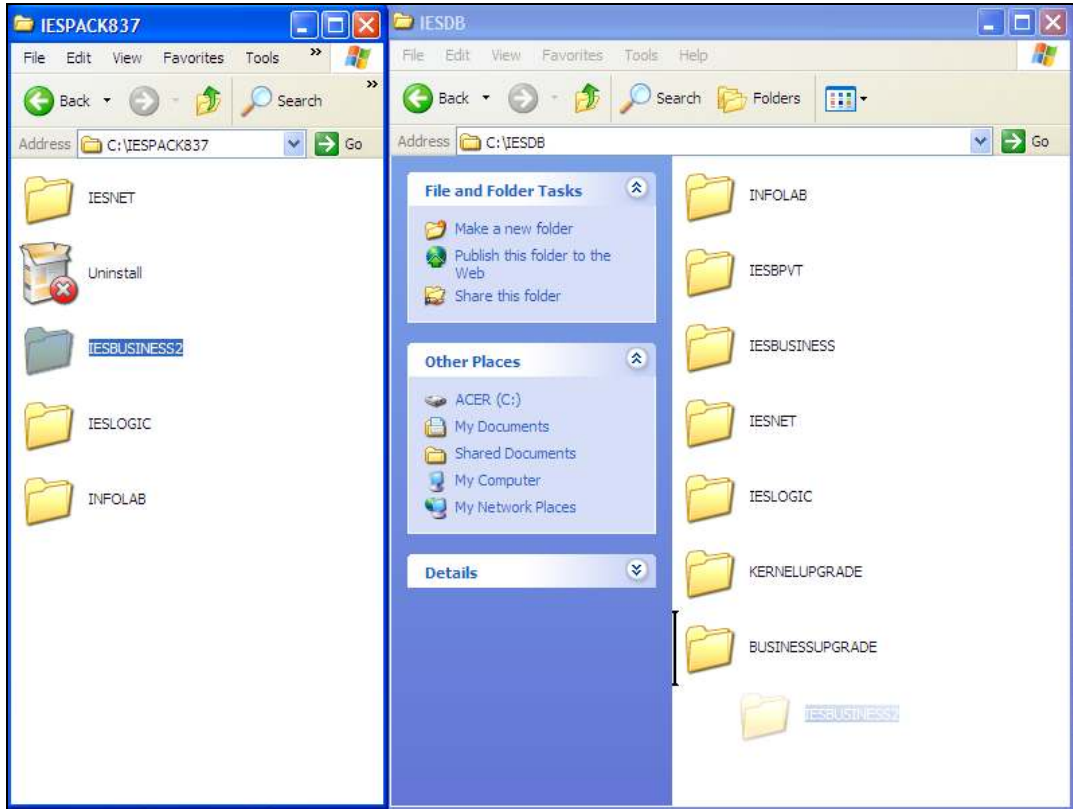 IESPACK837
File Edit View Favorites Tools »
Back Search »
Address C:\IESPACK837 Go
IESNET
Uninstall
IESBUSINESS2
IESLOGIC
INFOLAB
IESDB
File Edit View Favorites Tools Help
Back Search Folders
Address C:\IESDB Go
File and Folder Tasks
Make a new folder
Publish this folder to the
Web
Share this folder
Other Places
ACER (C:)
My Documents
Shared Documents
My Computer
My Network Places
Details
INFOLAB
IESBPVT
IESBUSINESS
IESNET
IESLOGIC
KERNELUPGRADE
BUSINESSUPGRADE
IESBUSINESS2